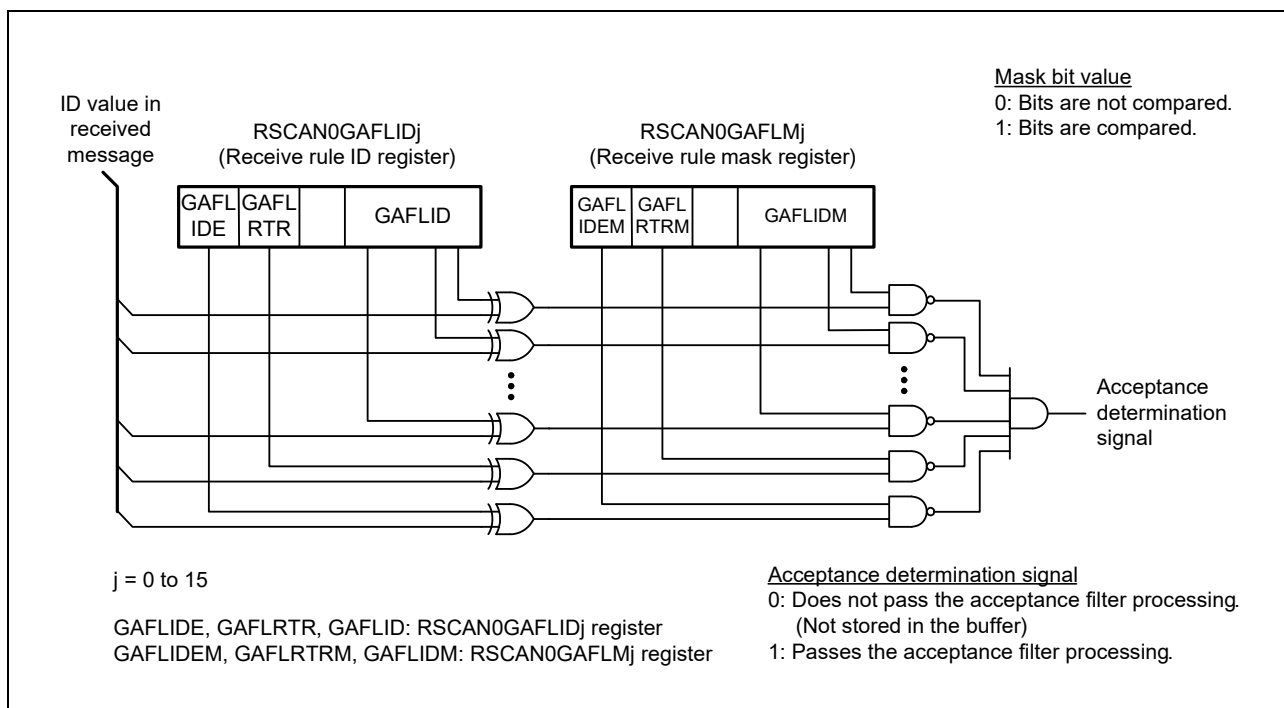 Mask bit value
0: Bits are not compared.
1: Bits are compared.
ID value in
received
message
RSCAN0GAFLIDj
(Receive rule ID register)
RSCAN0GAFLMj
(Receive rule mask register)
GAFL
IDE
GAFL
RTR
GAFLID
GAFL
IDEM
GAFL
RTRM
GAFLIDM
Acceptance
determination
signal
j = 0 to 15
GAFLIDE, GAFLRTR, GAFLID: RSCAN0GAFLIDj register
GAFLIDEM, GAFLRTRM, GAFLIDM: RSCAN0GAFLMj register
Acceptance determination signal
0: Does not pass the acceptance filter processing.
(Not stored in the buffer)
1: Passes the acceptance filter processing.